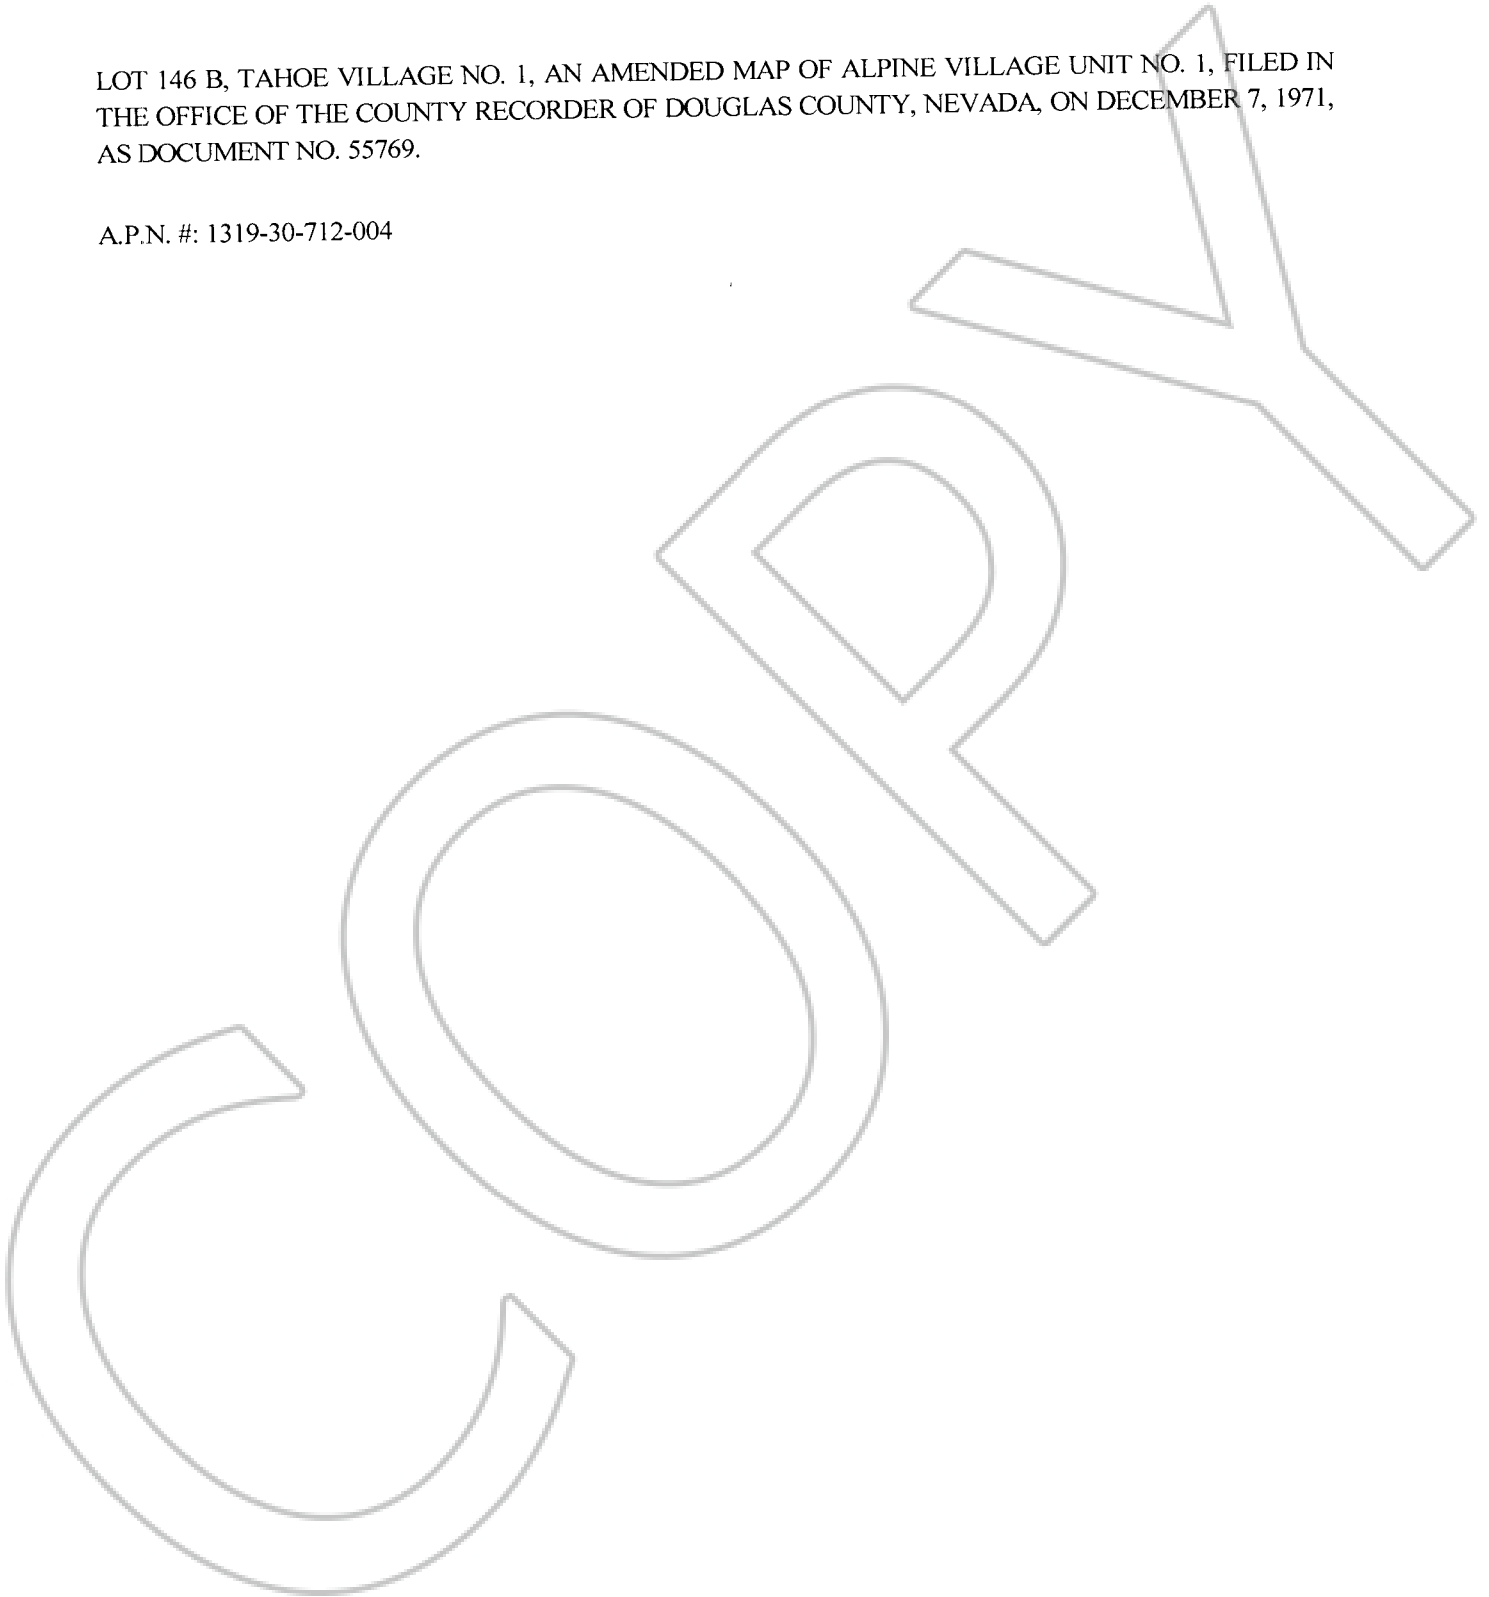 LOT 146 B, TAHOE VILLAGE NO. 1, AN AMENDED MAP OF ALPINE VILLAGE UNIT NO. 1, FILED IN
THE OFFICE OF THE COUNTY RECORDER OF DOUGLAS COUNTY, NEVADA, ON DECEMBER 7, 1971,
AS DOCUMENT NO. 55769.
A.P.N. #: 1319-30-712-004
COPY